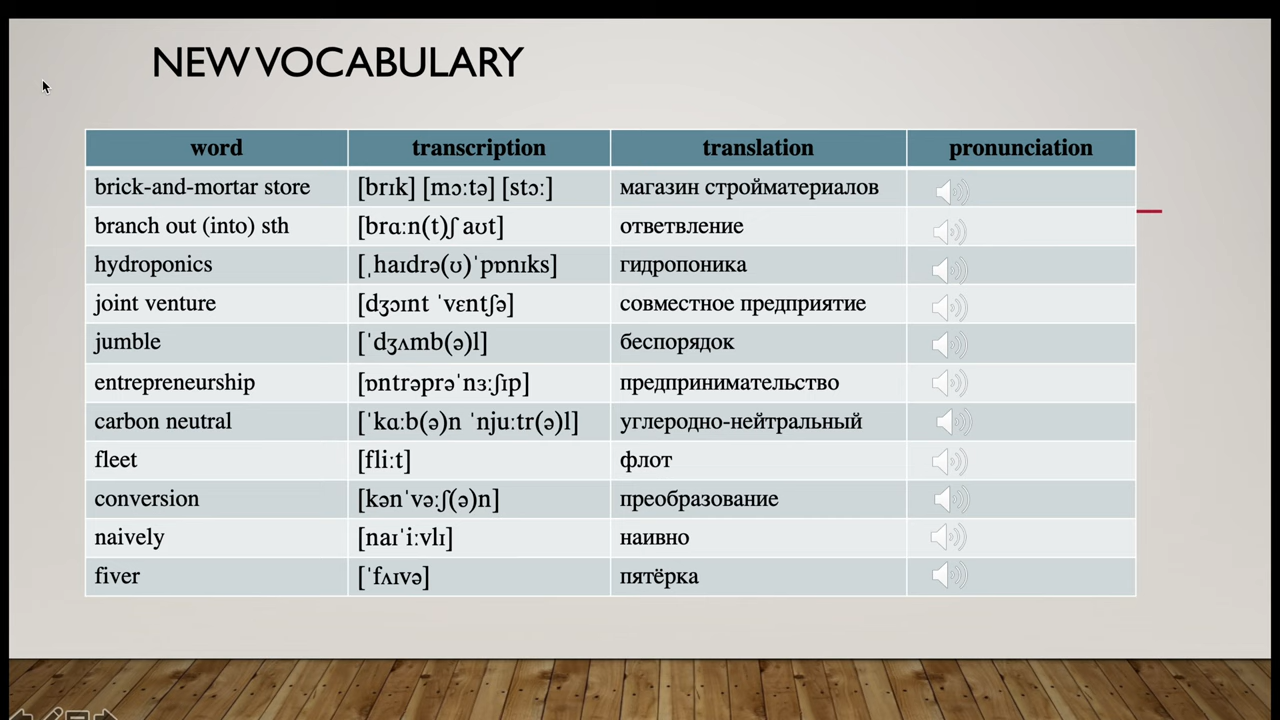 NEW VOCABULARY
word transcription translation pronunciation
brick-and-mortar store [brɪk] [mɔːtə] [stɔː] магазин стройматериалов
branch out (into) sth [brɑːn(t)ʃ aʊt] ответвление
hydroponics [ˌhaɪdrə(ʊ)ˈpɒnɪks] гидропоника
joint venture [dʒɔɪnt ˈvɛntʃə] совместное предприятие
jumble [ˈdʒʌmb(ə)l] беспорядок
entrepreneurship [ɒntrəprəˈnɜːʃɪp] предпринимательство
carbon neutral [ˈkɑːb(ə)n ˈnjuːtr(ə)l] углеродно-нейтральный
fleet [fliːt] флот
conversion [kənˈvəːʃ(ə)n] преобразование
naively [naɪˈiːvlɪ] наивно
fiver [ˈfʌɪvə] пятёрка